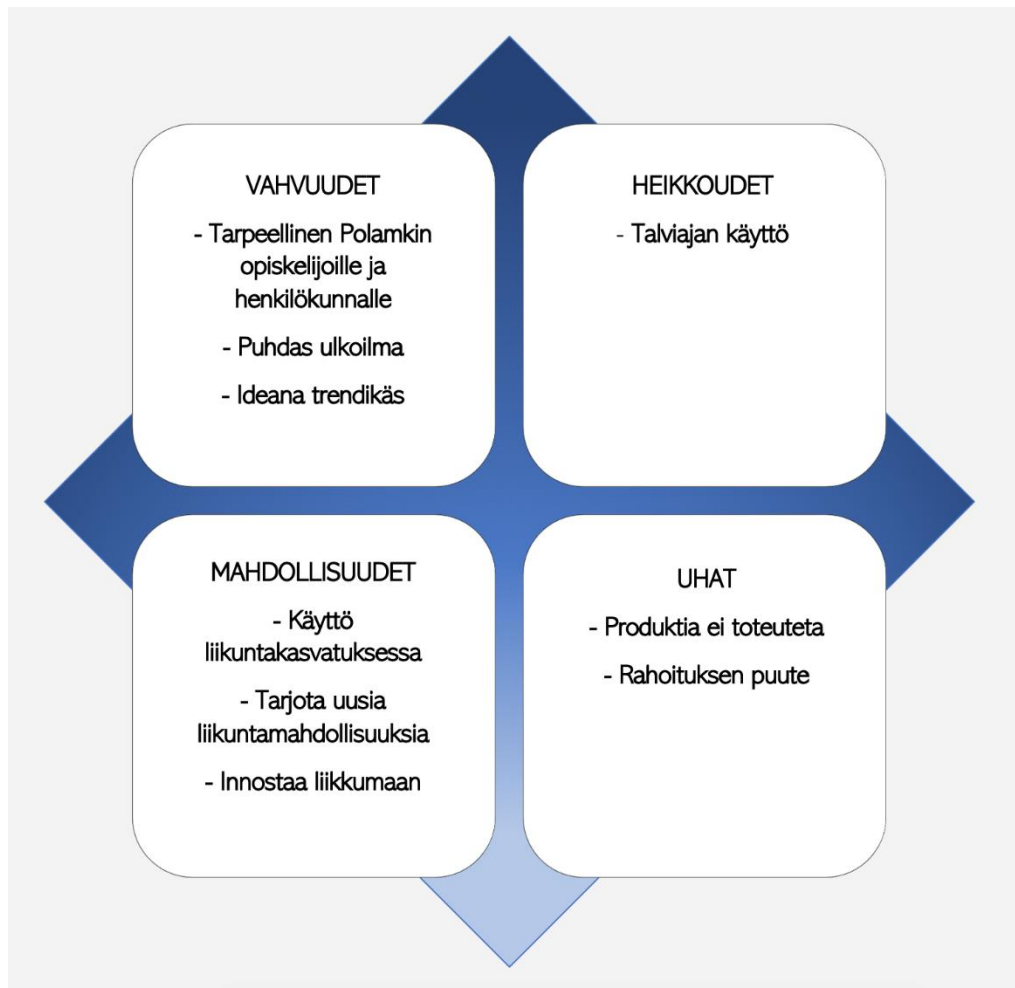 VAHVUUDET
- Tarpeellinen Polamkin
opiskelijoille ja
henkilökunnalle
- Puhdas ulkoilma
- Ideana trendikäs
HEIKKOUDET
- Talviajan käyttö
MAHDOLLISUUDET
- Käyttö
liikuntakasvatuksessa
- Tarjota uusia
liikuntamahdollisuuksia
- Innostaa liikkumaan
UHAT
- Produktia ei toteuteta
- Rahoituksen puute